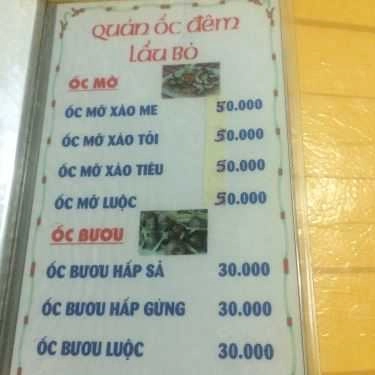 QUÁN ỐC ĐÊM
LẨU BÒ
ỐC MỠ
ỐC MỠ XÀO ME 50.000
ỐC MỠ XÀO TỎI 50.000
ỐC MỠ XÀO TIÊU 50.000
ỐC MỠ LUỘC 50.000
ỐC BƯƠU
ỐC BƯƠU HẤP SẢ 30.000
ỐC BƯƠU HẤP GỪNG 30.000
ỐC BƯƠU LUỘC 30.000